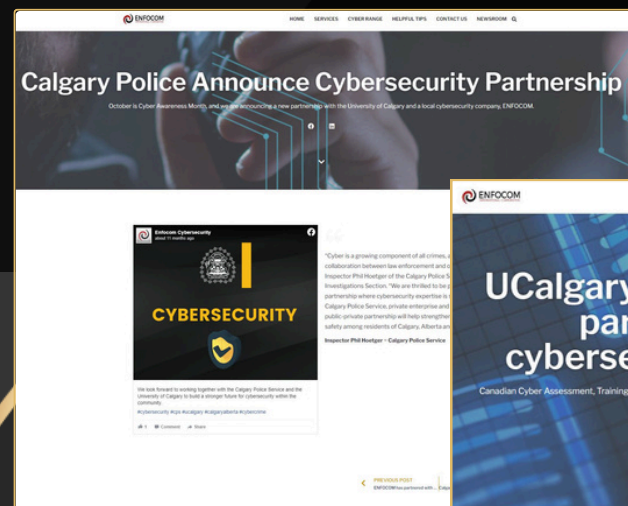 ENFOCOM
HOME SERVICES CYBER RANGE HELPFUL TIPS CONTACT US NEWSROOM
Calgary Police Announce Cybersecurity Partnership
October is Cyber Awareness Month, and we are announcing a new partnership with the University of Calgary and a local cybersecurity company, ENFOCOM.
Enfocom Cybersecurity
about 11 months ago
CYBERSECURITY
We look forward to working together with the Calgary Police Service and the
University of Calgary to build a stronger future for cybersecurity within the
community.
#cybersecurity #cps #ucalgary #calgaryalberta #cybercrime
1 Comment Share
"Cyber is a growing component of all crimes, a
collaboration between law enforcement and
Inspector Phil Hoetger of the Calgary Police S
Investigations Section. "We are thrilled to be
partnership where cybersecurity expertise is
Calgary Police Service, private enterprise and
public-private partnership will help strengthen
safety among residents of Calgary, Alberta an
Inspector Phil Hoetger – Calgary Police Service
PREVIOUS POST
ENFOCOM has partnered with ...
ENFOCOM
UCalgary
par
cyberse
Canadian Cyber Assessment, Training